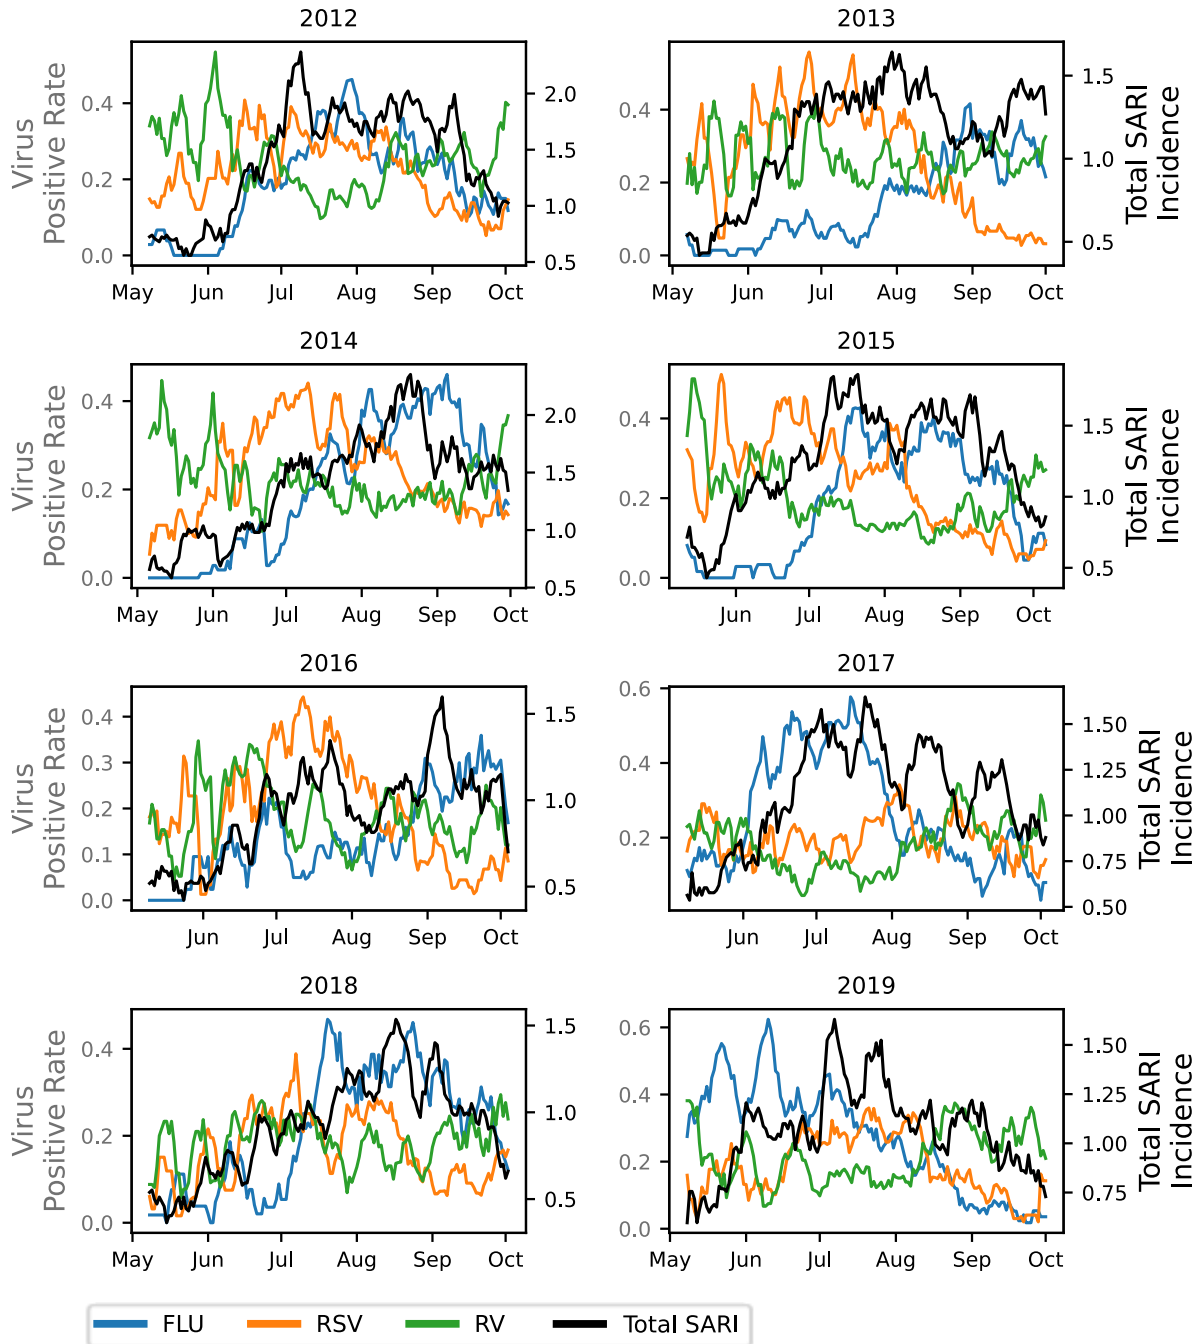 2012
2013
Virus
Positive Rate
0.4
0.2
0.0
2.0
1.5
1.0
0.5
May Jun Jul Aug Sep Oct
0.4
0.2
0.0
1.5
1.0
0.5
Total SARI
Incidence
May Jun Jul Aug Sep Oct
2014
2015
Virus
Positive Rate
0.4
0.2
0.0
2.0
1.5
1.0
0.5
May Jun Jul Aug Sep Oct
0.4
0.2
0.0
1.5
1.0
0.5
Total SARI
Incidence
Jun Jul Aug Sep Oct
2016
2017
Virus
Positive Rate
0.4
0.3
0.2
0.1
0.0
1.5
1.0
0.5
Jun Jul Aug Sep Oct
0.6
0.4
0.2
1.50
1.25
1.00
0.75
0.50
Total SARI
Incidence
Jun Jul Aug Sep Oct
2018
2019
Virus
Positive Rate
0.4
0.2
0.0
1.5
1.0
0.5
May Jun Jul Aug Sep Oct
0.6
0.4
0.2
0.0
1.50
1.25
1.00
0.75
Total SARI
Incidence
May Jun Jul Aug Sep Oct
FLU RSV RV Total SARI